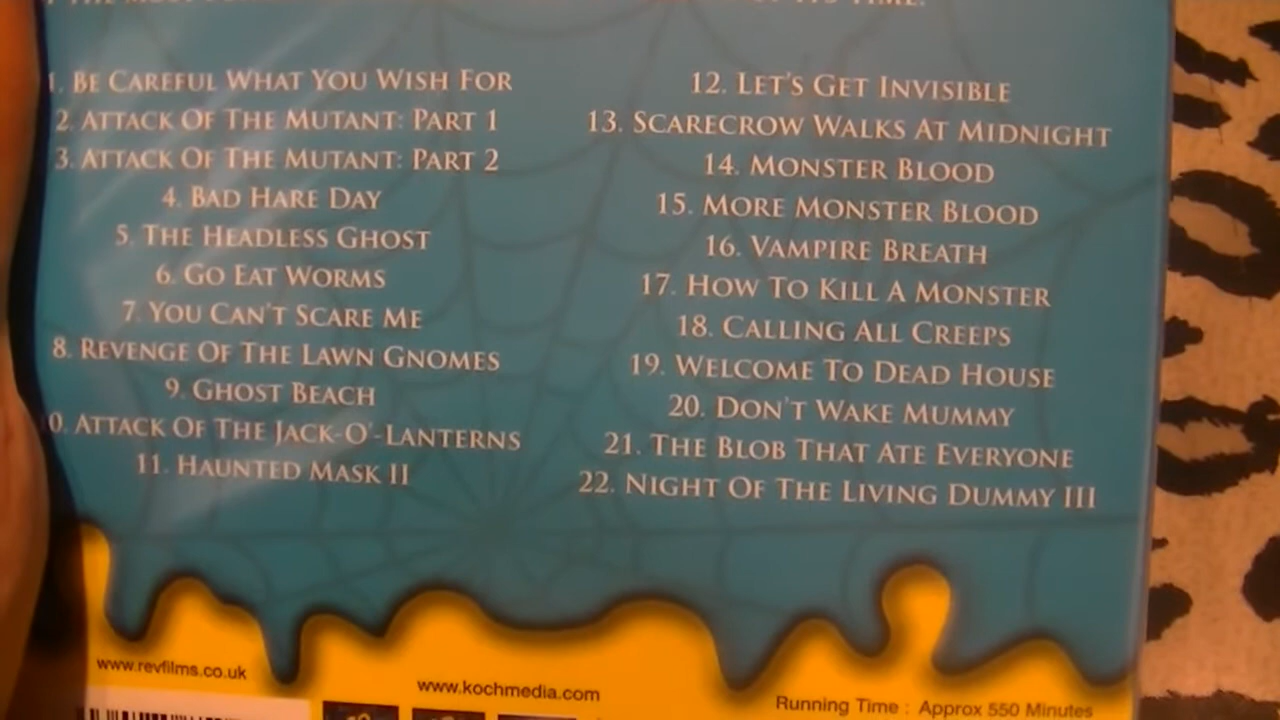 1. BE CAREFUL WHAT YOU WISH FOR
2. ATTACK OF THE MUTANT: PART 1
3. ATTACK OF THE MUTANT: PART 2
4. BAD HARE DAY
5. THE HEADLESS GHOST
6. GO EAT WORMS
7. YOU CAN'T SCARE ME
8. REVENGE OF THE LAWN GNOMES
9. GHOST BEACH
0. ATTACK OF THE JACK-O'-LANTERNS
11. HAUNTED MASK II
12. LET'S GET INVISIBLE
13. SCARECROW WALKS AT MIDNIGHT
14. MONSTER BLOOD
15. MORE MONSTER BLOOD
16. VAMPIRE BREATH
17. HOW TO KILL A MONSTER
18. CALLING ALL CREEPS
19. WELCOME TO DEAD HOUSE
20. DON'T WAKE MUMMY
21. THE BLOB THAT ATE EVERYONE
22. NIGHT OF THE LIVING DUMMY III
www.revfilms.co.uk
www.kochmedia.com
Running Time : Approx 550 Minutes